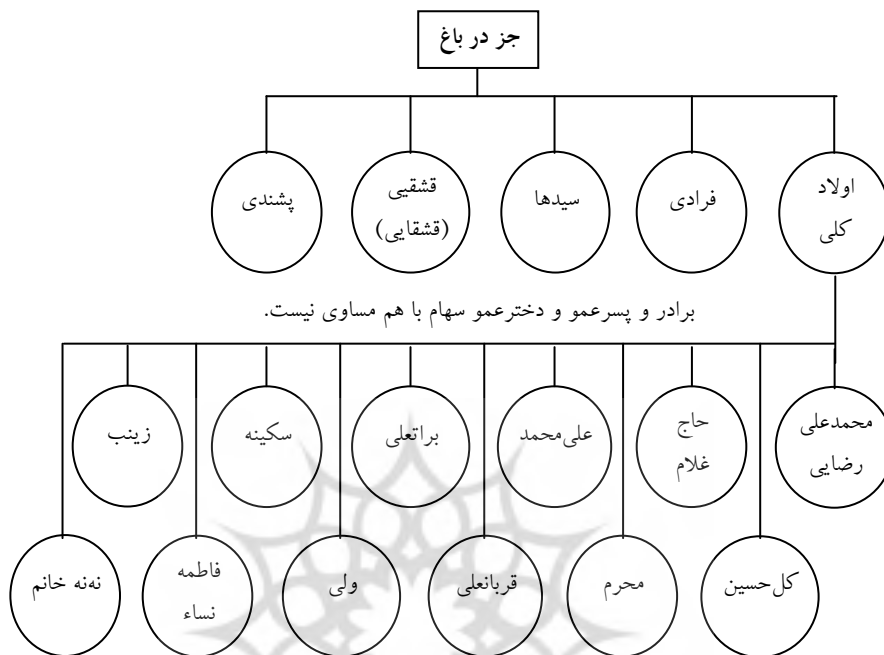 جز در باغ
اولاد
کلی
فرادی
سیدها
قشقیی
(قشقایی)
پشندی
برادر و پسرعمو و دخترعمو سهام با هم مساوی نیست.
محمدعلی
رضایی
حاج
غلام
علی‌محمد
براتعلی
سکینه
زینب
کل‌حسین
محرم
قربانعلی
ولی
فاطمه
نساء
نه‌نه خانم